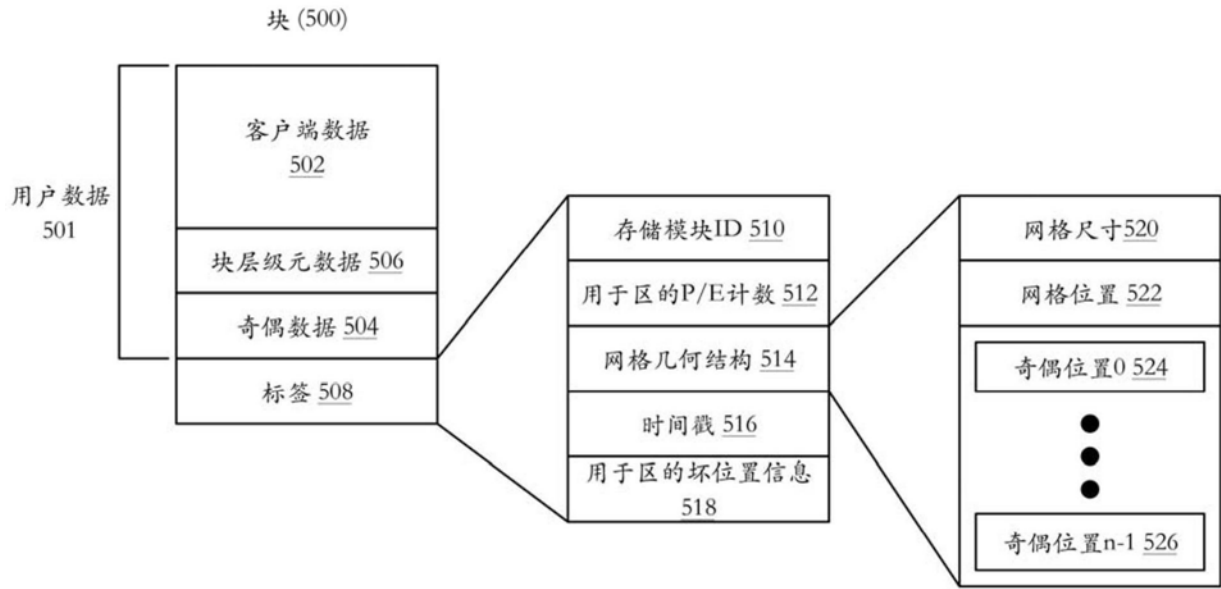 块 (500)
用户数据
501
客户端数据
502
块层级元数据 506
奇偶数据 504
标签 508
存储模块ID 510
用于区的P/E计数 512
网格几何结构 514
时间戳 516
用于区的坏位置信息
518
网格尺寸520
网格位置 522
奇偶位置0 524
奇偶位置n-1 526